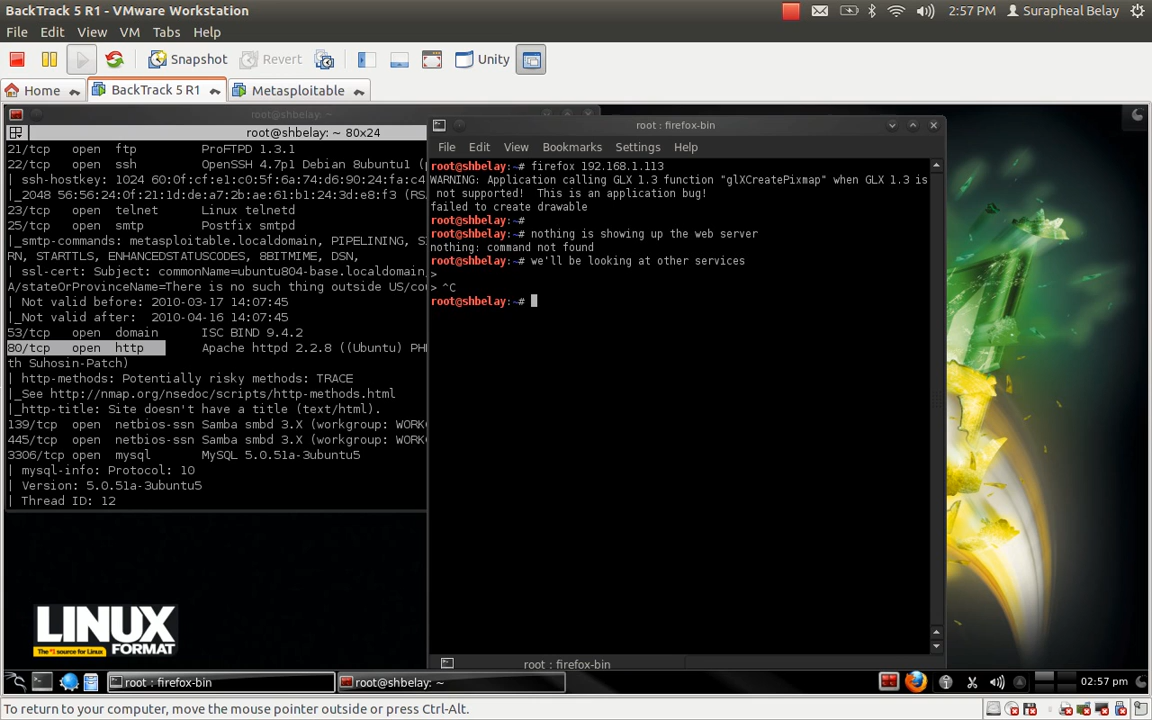 BackTrack 5 R1 - VMware Workstation
2:57 PM
Surapheal Belay
File Edit View VM Tabs Help
Snapshot
Revert
Unity
Home
BackTrack 5 R1
Metasploitable
root@shbelay: ~
root@shbelay: ~ 80x24
21/tcp open ftp ProFTPD 1.3.1
22/tcp open ssh OpenSSH 4.7p1 Debian 8ubuntu1 (p
| ssh-hostkey: 1024 60:0f:cf:e1:c0:5f:6a:74:d6:90:24:fa:c4
|_2048 56:56:24:0f:21:1d:de:a7:2b:ae:61:b1:24:3d:e8:f3 (RS
23/tcp open telnet Linux telnetd
25/tcp open smtp Postfix smtpd
|_smtp-commands: metasploitable.localdomain, PIPELINING, S
RN, STARTTLS, ENHANCEDSTATUSCODES, 8BITMIME, DSN,
| ssl-cert: Subject: commonName=ubuntu804-base.localdomain
A/stateOrProvinceName=There is no such thing outside US/co
| Not valid before: 2010-03-17 14:07:45
|_Not valid after: 2010-04-16 14:07:45
53/tcp open domain ISC BIND 9.4.2
80/tcp open http Apache httpd 2.2.8 ((Ubuntu) PH
th Suhosin-Patch)
| http-methods: Potentially risky methods: TRACE
|_See http://nmap.org/nsedoc/scripts/http-methods.html
|_http-title: Site doesn't have a title (text/html).
139/tcp open netbios-ssn Samba smbd 3.X (workgroup: WORK
445/tcp open netbios-ssn Samba smbd 3.X (workgroup: WORK
3306/tcp open mysql MySQL 5.0.51a-3ubuntu5
| mysql-info: Protocol: 10
| Version: 5.0.51a-3ubuntu5
| Thread ID: 12
root : firefox-bin
File Edit View Bookmarks Settings Help
root@shbelay:~# firefox 192.168.1.113
WARNING: Application calling GLX 1.3 function "glXCreatePixmap" when GLX 1.3 is
not supported! This is an application bug!
failed to create drawable
root@shbelay:~#
root@shbelay:~# nothing is showing up the web server
nothing: command not found
root@shbelay:~# we'll be looking at other services
>
> ^C
root@shbelay:~#
root : firefox-bin
LINUX
The #1 source for Linux
FORMAT
root : firefox-bin
root@shbelay: ~
02:57 pm
To return to your computer, move the mouse pointer outside or press Ctrl-Alt.